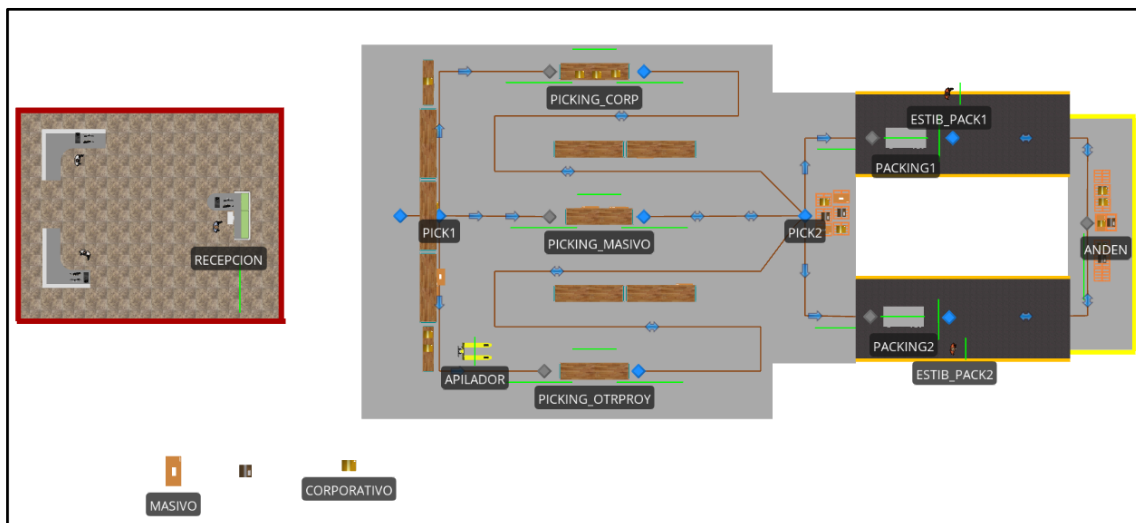 PICKING_CORP
ESTIB_PACK1
PACKING1
RECEPCION
PICK1
PICKING_MASIVO
PICK2
ANDEN
PACKING2
APILADOR
ESTIB_PACK2
PICKING_OTRPROY
MASIVO
CORPORATIVO